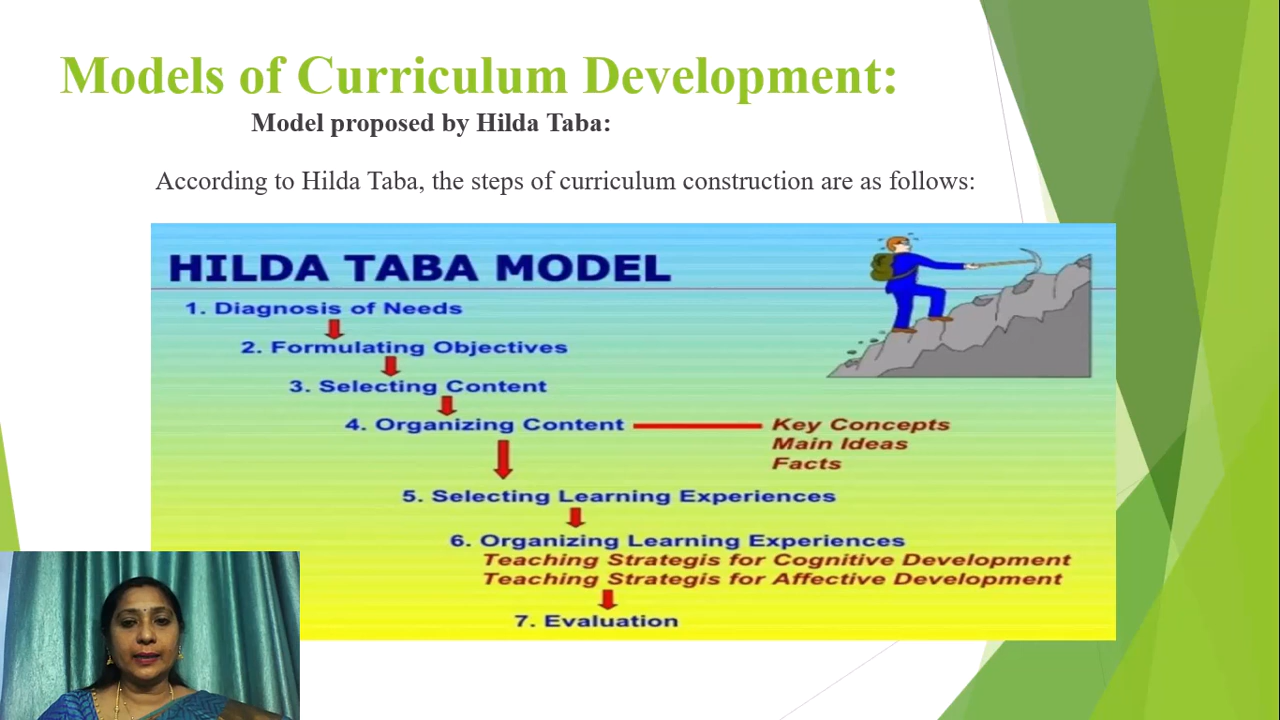 Models of Curriculum Development:
Model proposed by Hilda Taba:
According to Hilda Taba, the steps of curriculum construction are as follows:
HILDA TABA MODEL
1. Diagnosis of Needs
2. Formulating Objectives
3. Selecting Content
4. Organizing Content
Key Concepts
Main Ideas
Facts
5. Selecting Learning Experiences
6. Organizing Learning Experiences
Teaching Strategis for Cognitive Development
Teaching Strategis for Affective Development
7. Evaluation